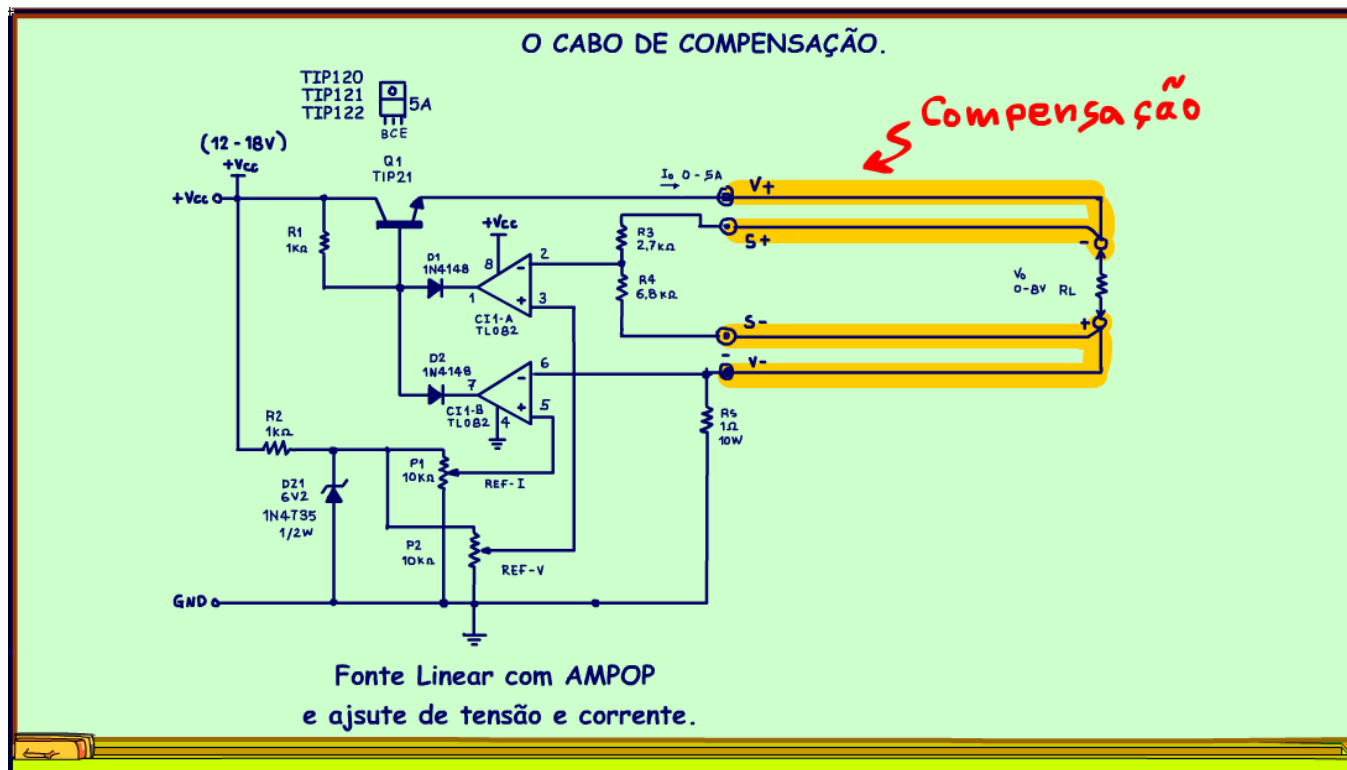 O CABO DE COMPENSAÇÃO.
TIP120
TIP121
TIP122
5A
BCE
Compensação
(12-18V)
+Vcc
+Vcc
Q1
TIP21
I₀ 0-5A
V+
S+
R1
1KΩ
+Vcc
R3
2,7KΩ
D1
1N4148
8
2
-
+
3
1
CI1-A
TL082
R4
6,8KΩ
-
V₀
0-8V
RL
+
S-
-
V-
D2
1N4148
7
6
-
+
5
4
CI1-B
TL082
R2
1KΩ
RS
1Ω
10W
P1
10KΩ
REF-I
DZ1
6V2
1N4735
1/2W
P2
10KΩ
REF-V
GND
Fonte Linear com AMPOP
e ajsute de tensão e corrente.